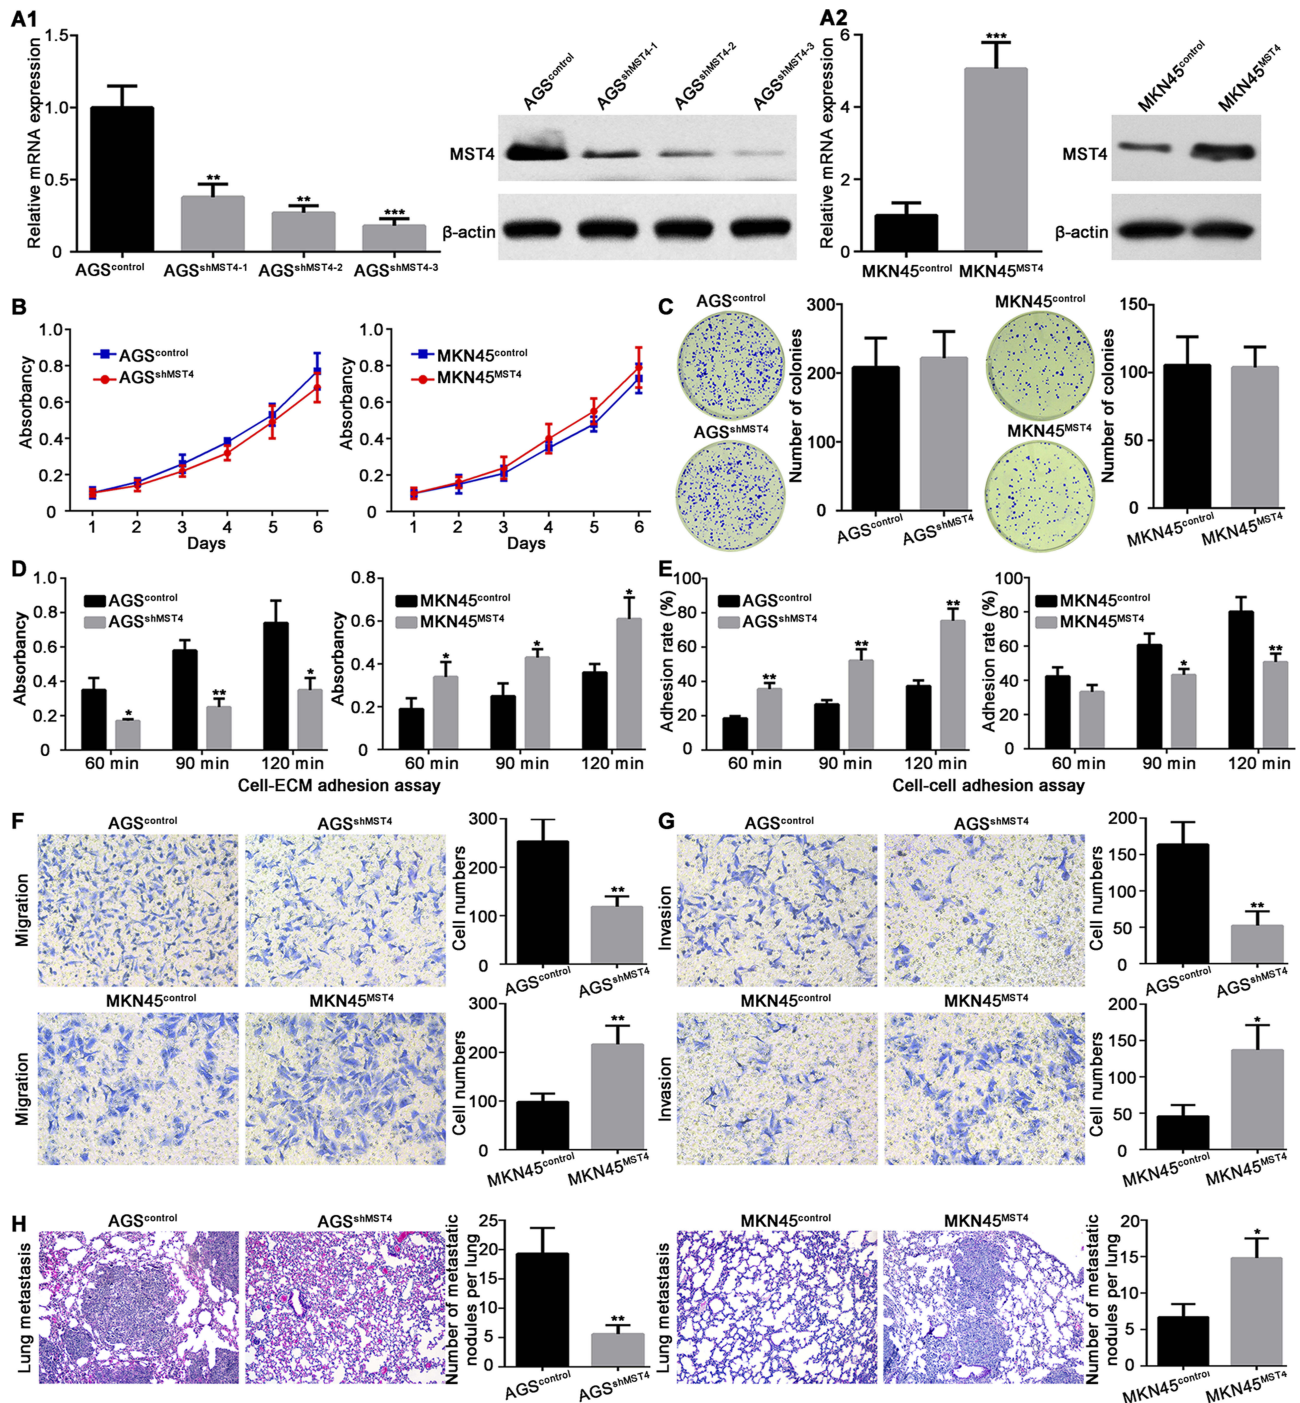 A1
Relative mRNA expression
1.5
1.0
0.5
0
**
**
***
AGScontrol
AGSshMST4-1
AGSshMST4-2
AGSshMST4-3
AGScontrol
AGSshMST4-1
AGSshMST4-2
AGSshMST4-3
MST4
β-actin
A2
Relative mRNA expression
6
4
2
0
***
MKN45control
MKN45MST4
MKN45control
MKN45MST4
MST4
β-actin
B
Absorbancy
1.0
0.8
0.6
0.4
0.2
0
AGScontrol
AGSshMST4
1 2 3 4 5 6
Days
Absorbancy
1.0
0.8
0.6
0.4
0.2
0
MKN45control
MKN45MST4
1 2 3 4 5 6
Days
C
AGScontrol
AGSshMST4
Number of colonies
300
200
100
0
AGScontrol
AGSshMST4
MKN45control
MKN45MST4
Number of colonies
150
100
50
0
MKN45control
MKN45MST4
D
Absorbancy
1.0
0.8
0.6
0.4
0.2
0
AGScontrol
AGSshMST4
*
**
*
60 min 90 min 120 min
Absorbancy
0.8
0.6
0.4
0.2
0
MKN45control
MKN45MST4
*
*
*
60 min 90 min 120 min
Cell-ECM adhesion assay
E
Adhesion rate (%)
100
80
60
40
20
0
AGScontrol
AGSshMST4
**
**
**
60 min 90 min 120 min
Adhesion rate (%)
100
80
60
40
20
0
MKN45control
MKN45MST4
*
**
60 min 90 min 120 min
Cell-cell adhesion assay
F
AGScontrol
AGSshMST4
Migration
Cell numbers
300
200
100
0
**
AGScontrol
AGSshMST4
MKN45control
MKN45MST4
Migration
Cell numbers
300
200
100
0
**
MKN45control
MKN45MST4
G
AGScontrol
AGSshMST4
Invasion
Cell numbers
200
150
100
50
0
**
AGScontrol
AGSshMST4
MKN45control
MKN45MST4
Invasion
Cell numbers
200
150
100
50
0
*
MKN45control
MKN45MST4
H
AGScontrol
AGSshMST4
Lung metastasis
Number of metastatic
nodules per lung
25
20
15
10
5
0
**
AGScontrol
AGSshMST4
MKN45control
MKN45MST4
Lung metastasis
Number of metastatic
nodules per lung
20
15
10
5
0
*
MKN45control
MKN45MST4